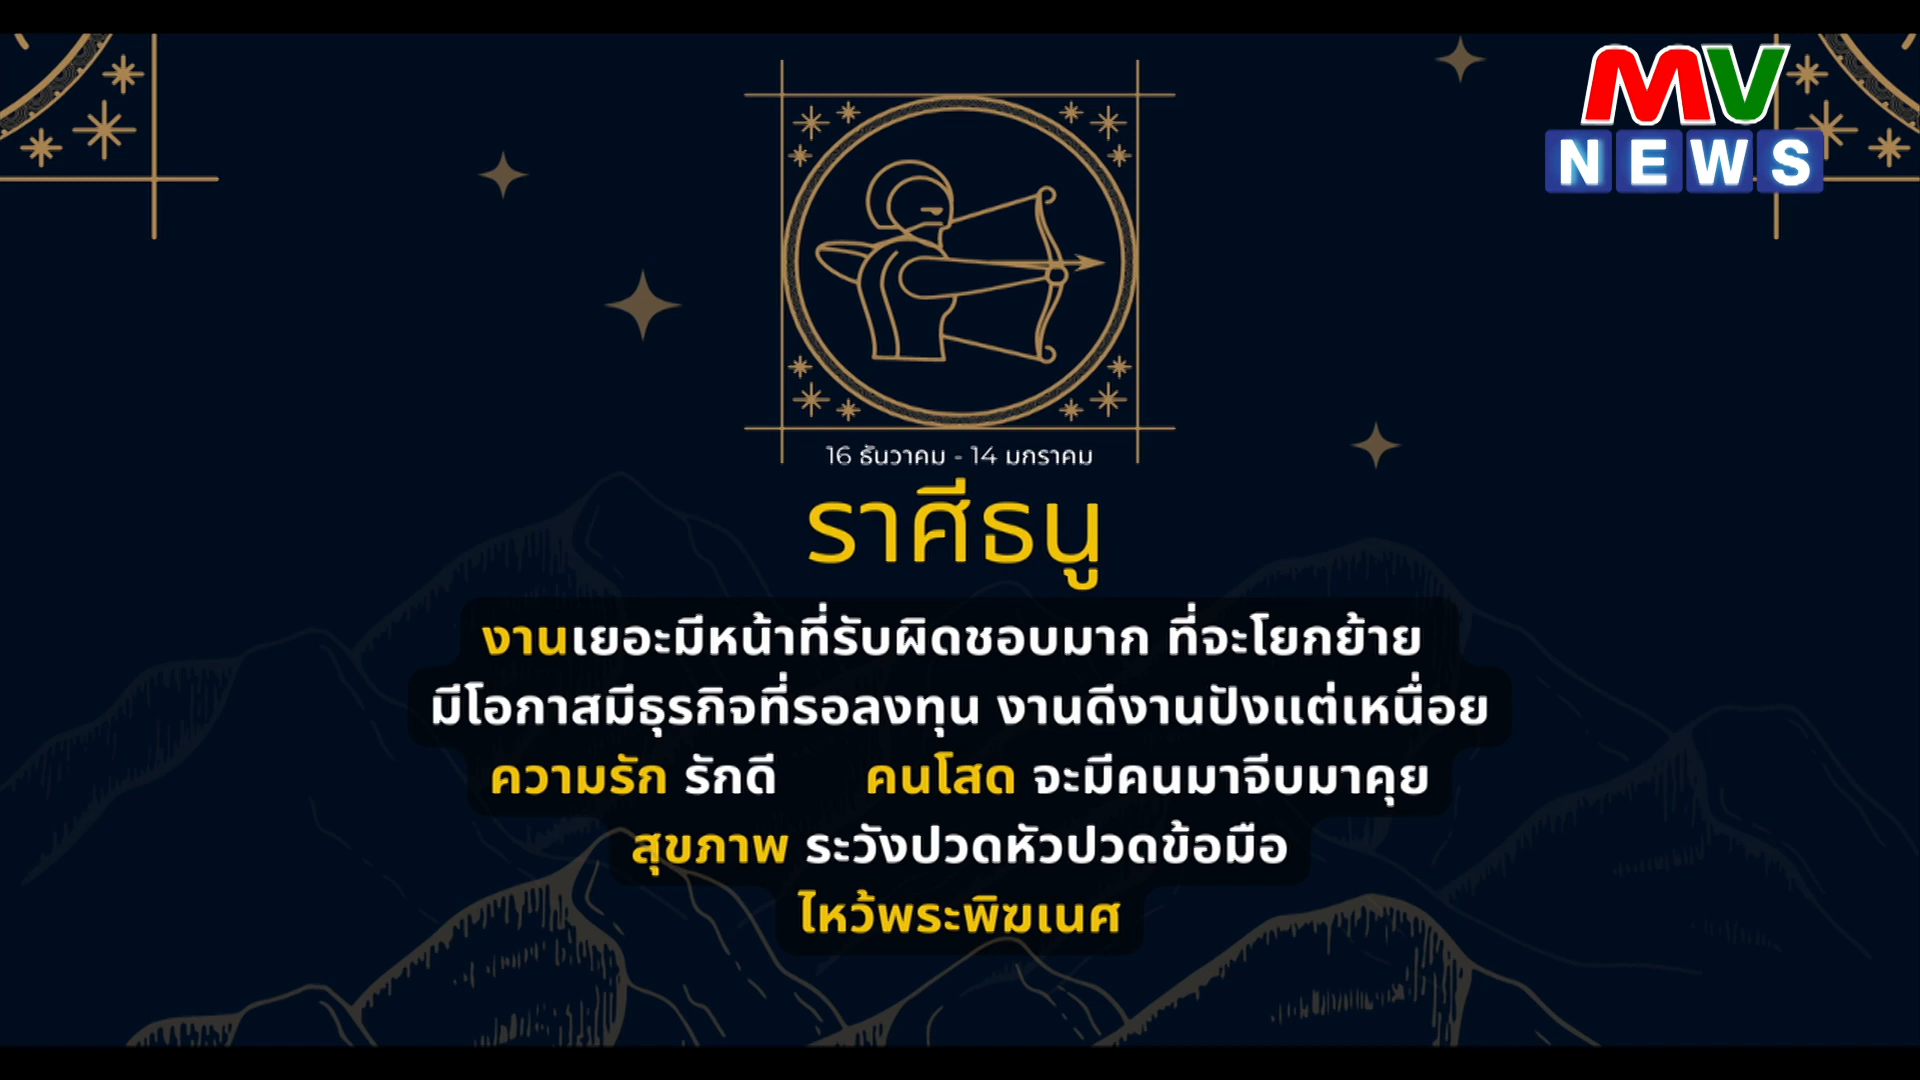 MV
NEWS
16 ธันวาคม - 14 มกราคม
ราศีธนู
งานเยอะมีหน้าที่รับผิดชอบมาก ที่จะโยกย้าย
มีโอกาสมีธุรกิจที่รอลงทุน งานดีงานปังแต่เหนื่อย
ความรัก รักดี คนโสด จะมีคนมาจีบมาคุย
สุขภาพ ระวังปวดหัวปวดข้อมือ
ไหว้พระพิฆเนศ